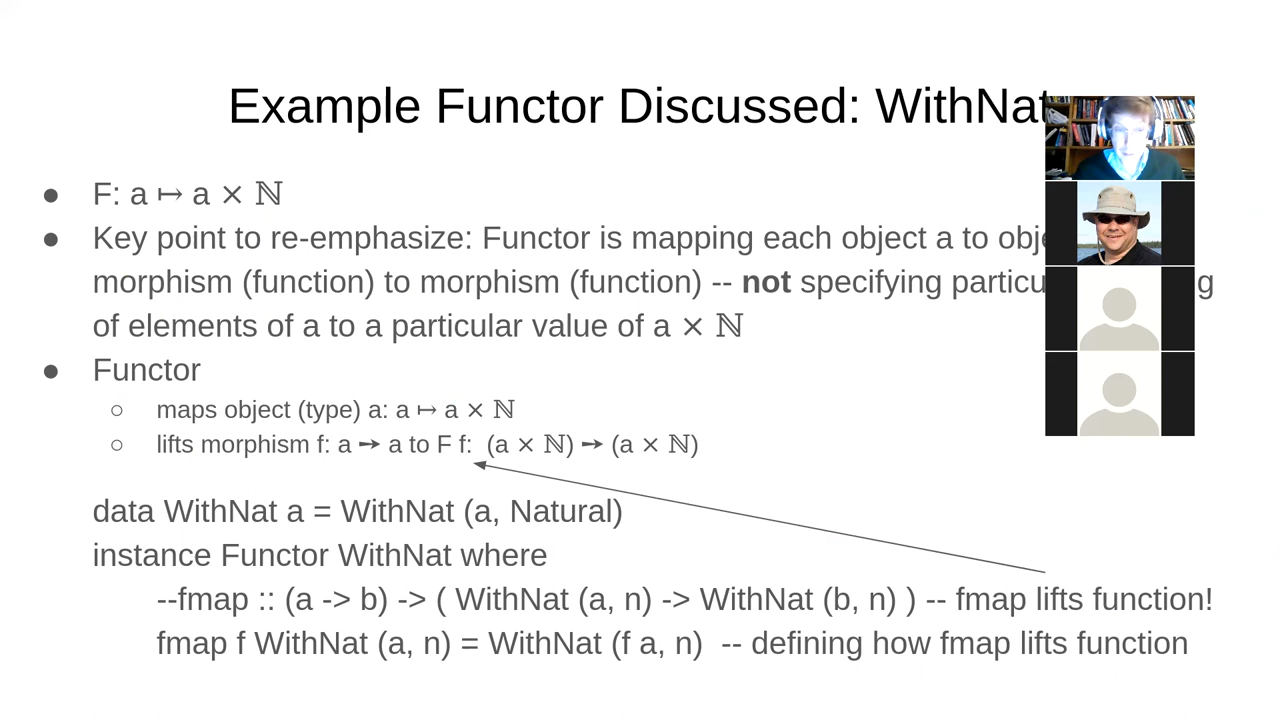 Example Functor Discussed: WithNat
● F: a ↦ a × ℕ
● Key point to re-emphasize: Functor is mapping each object a to
morphism (function) to morphism (function) -- not specifying
of elements of a to a particular value of a × ℕ
● Functor
○ maps object (type) a: a ↦ a × ℕ
○ lifts morphism f: a → a to F f: (a × ℕ) → (a × ℕ)
data WithNat a = WithNat (a, Natural)
instance Functor WithNat where
--fmap :: (a -> b) -> ( WithNat (a, n) -> WithNat (b, n) ) -- fmap lifts function!
fmap f WithNat (a, n) = WithNat (f a, n) -- defining how fmap lifts function